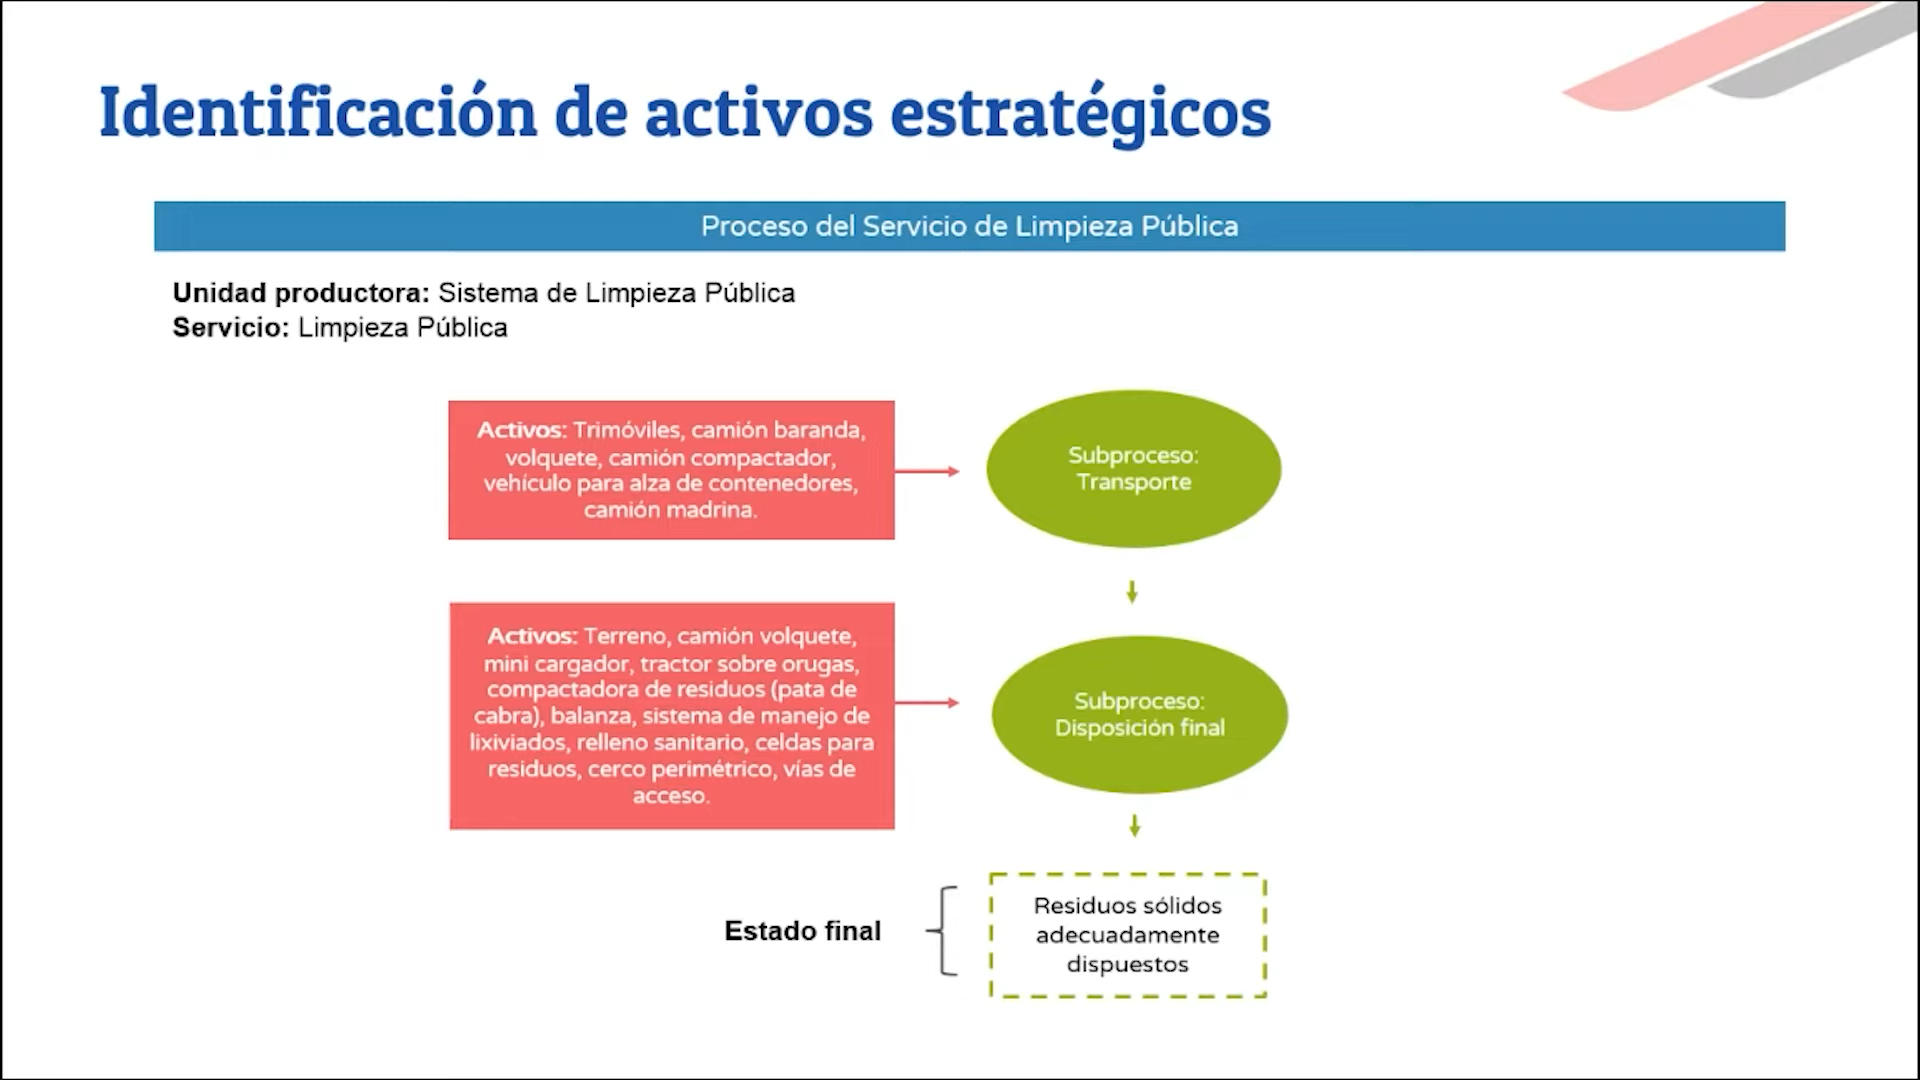 Identificación de activos estratégicos
Proceso del Servicio de Limpieza Pública
Unidad productora: Sistema de Limpieza Pública
Servicio: Limpieza Pública
Activos: Trimóviles, camión baranda,
volquete, camión compactador,
vehículo para alza de contenedores,
camión madrina.
Subproceso:
Transporte
Activos: Terreno, camión volquete,
mini cargador, tractor sobre orugas,
compactadora de residuos (pata de
cabra), balanza, sistema de manejo de
lixiviados, relleno sanitario, celdas para
residuos, cerco perimétrico, vías de
acceso.
Subproceso:
Disposición final
Estado final
Residuos sólidos
adecuadamente
dispuestos